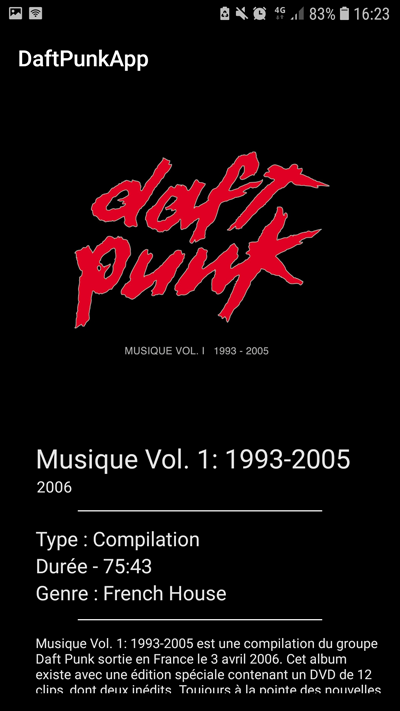 4G 83% 16:23
DaftPunkApp
daft
punk
MUSIQUE VOL. I 1993 - 2005
Musique Vol. 1: 1993-2005
2006
Type : Compilation
Durée - 75:43
Genre : French House
Musique Vol. 1: 1993-2005 est une compilation du groupe
Daft Punk sortie en France le 3 avril 2006. Cet album
existe avec une édition spéciale contenant un DVD de 12
clips, dont deux inédits. Toujours à la pointe des nouvelles